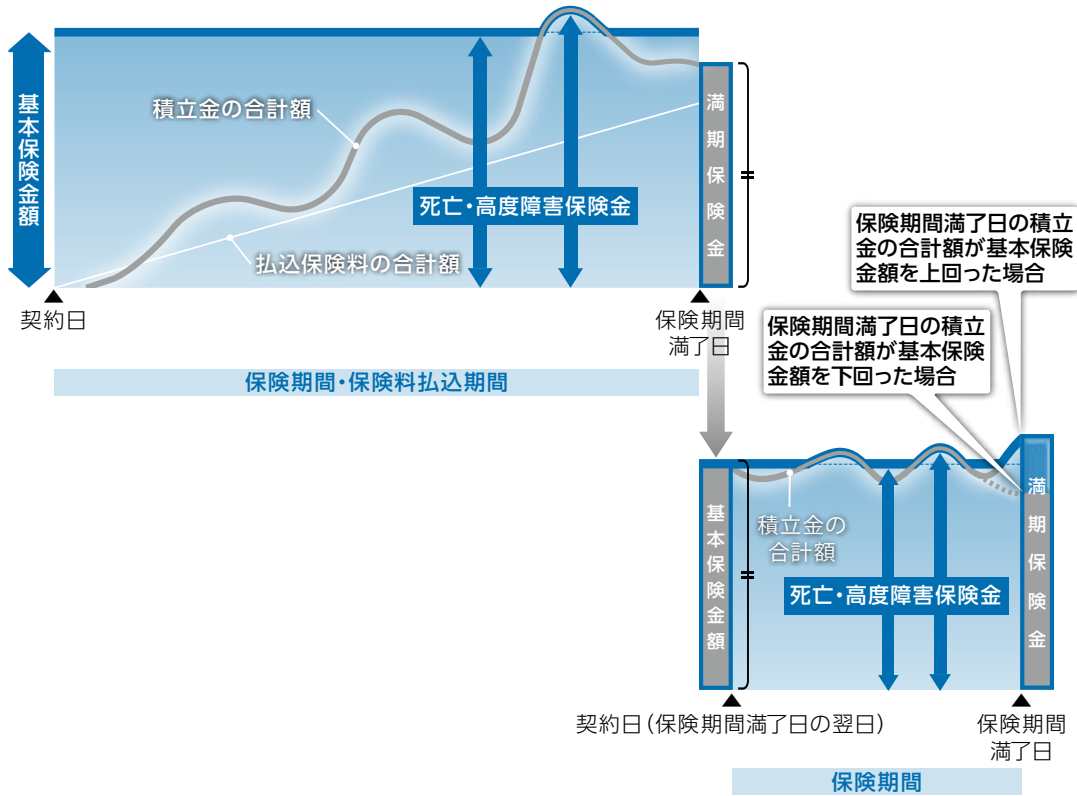 基本保険金額
積立金の合計額
死亡・高度障害保険金
払込保険料の合計額
満期保険金
契約日
保険期間
満了日
保険期間・保険料払込期間
保険期間満了日の積立
金の合計額が基本保険
金額を上回った場合
保険期間満了日の積立
金の合計額が基本保険
金額を下回った場合
基本保険金額
積立金の
合計額
死亡・高度障害保険金
満期保険金
契約日(保険期間満了日の翌日)
保険期間
満了日
保険期間